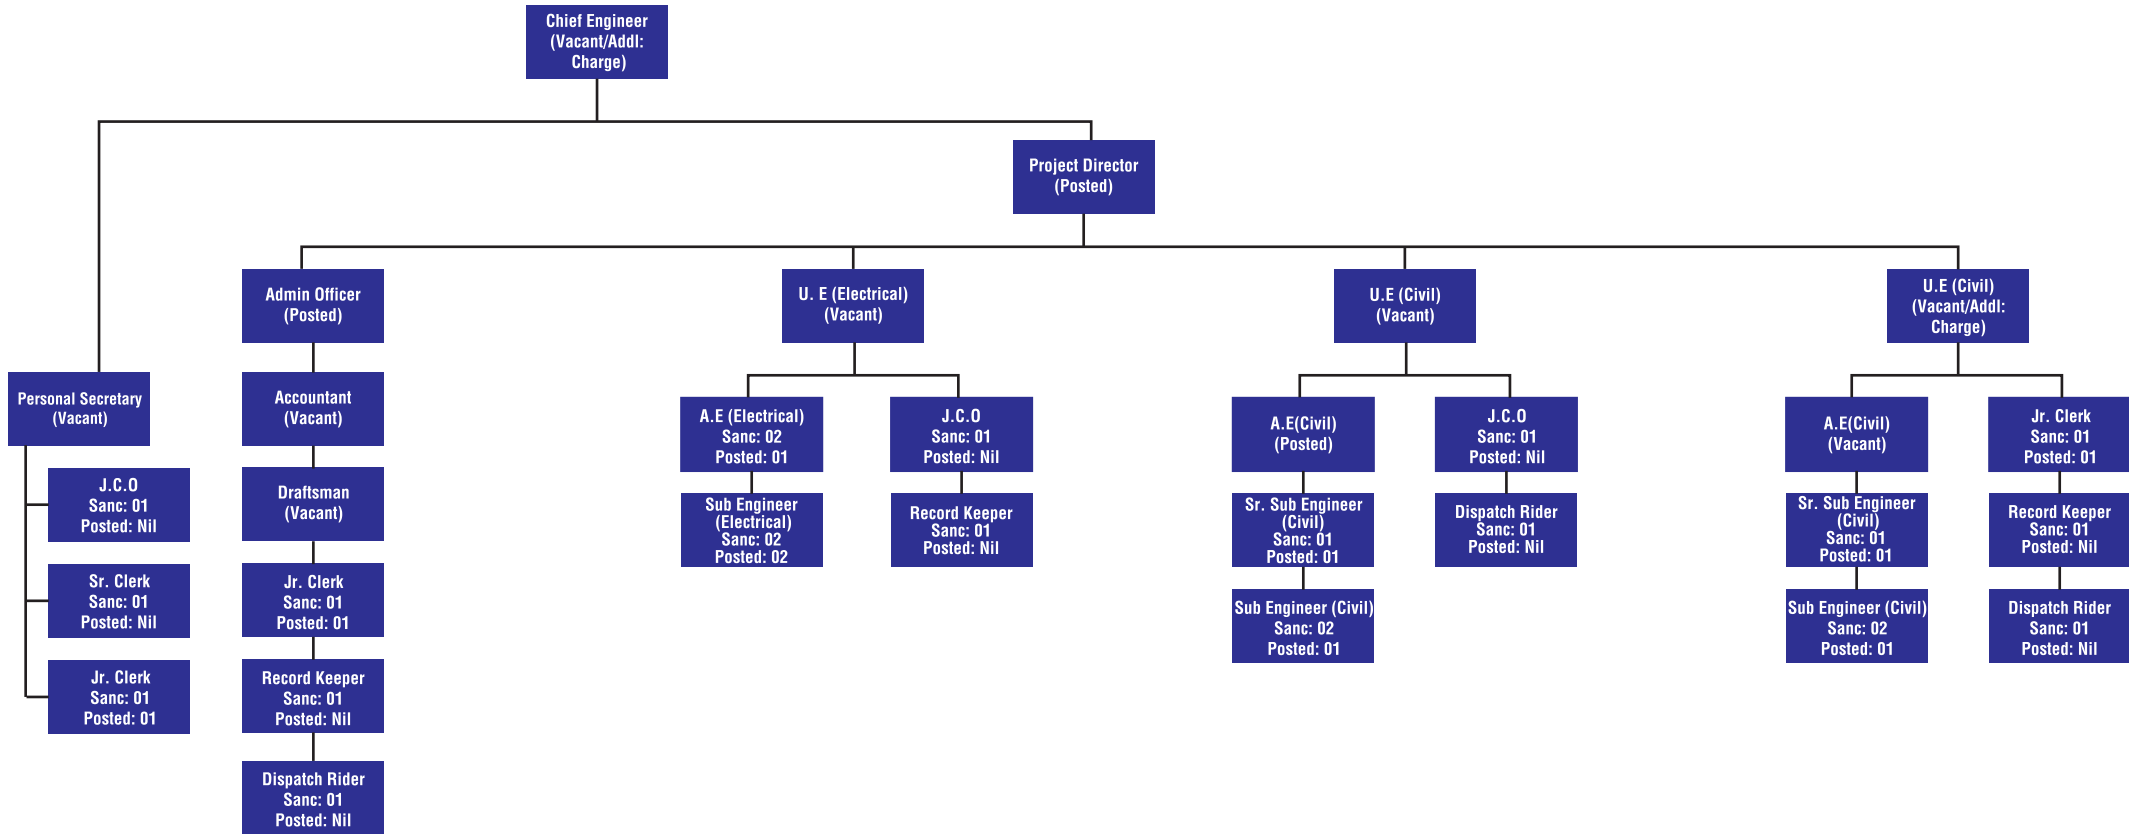 Chief Engineer
(Vacant/Addl:
Charge)
Project Director
(Posted)
Admin Officer
(Posted)
U. E (Electrical)
(Vacant)
U.E (Civil)
(Vacant)
U.E (Civil)
(Vacant/Addl:
Charge)
Personal Secretary
(Vacant)
J.C.O
Sanc: 01
Posted: Nil
Sr. Clerk
Sanc: 01
Posted: Nil
Jr. Clerk
Sanc: 01
Posted: 01
Accountant
(Vacant)
Draftsman
(Vacant)
Jr. Clerk
Sanc: 01
Posted: 01
Record Keeper
Sanc: 01
Posted: Nil
Dispatch Rider
Sanc: 01
Posted: Nil
A.E (Electrical)
Sanc: 02
Posted: 01
Sub Engineer
(Electrical)
Sanc: 02
Posted: 02
J.C.O
Sanc: 01
Posted: Nil
Record Keeper
Sanc: 01
Posted: Nil
A.E(Civil)
(Posted)
Sr. Sub Engineer
(Civil)
Sanc: 01
Posted: 01
Sub Engineer (Civil)
Sanc: 02
Posted: 01
J.C.O
Sanc: 01
Posted: Nil
Dispatch Rider
Sanc: 01
Posted: Nil
A.E(Civil)
(Vacant)
Sr. Sub Engineer
(Civil)
Sanc: 01
Posted: 01
Sub Engineer (Civil)
Sanc: 02
Posted: 01
Jr. Clerk
Sanc: 01
Posted: 01
Record Keeper
Sanc: 01
Posted: Nil
Dispatch Rider
Sanc: 01
Posted: Nil